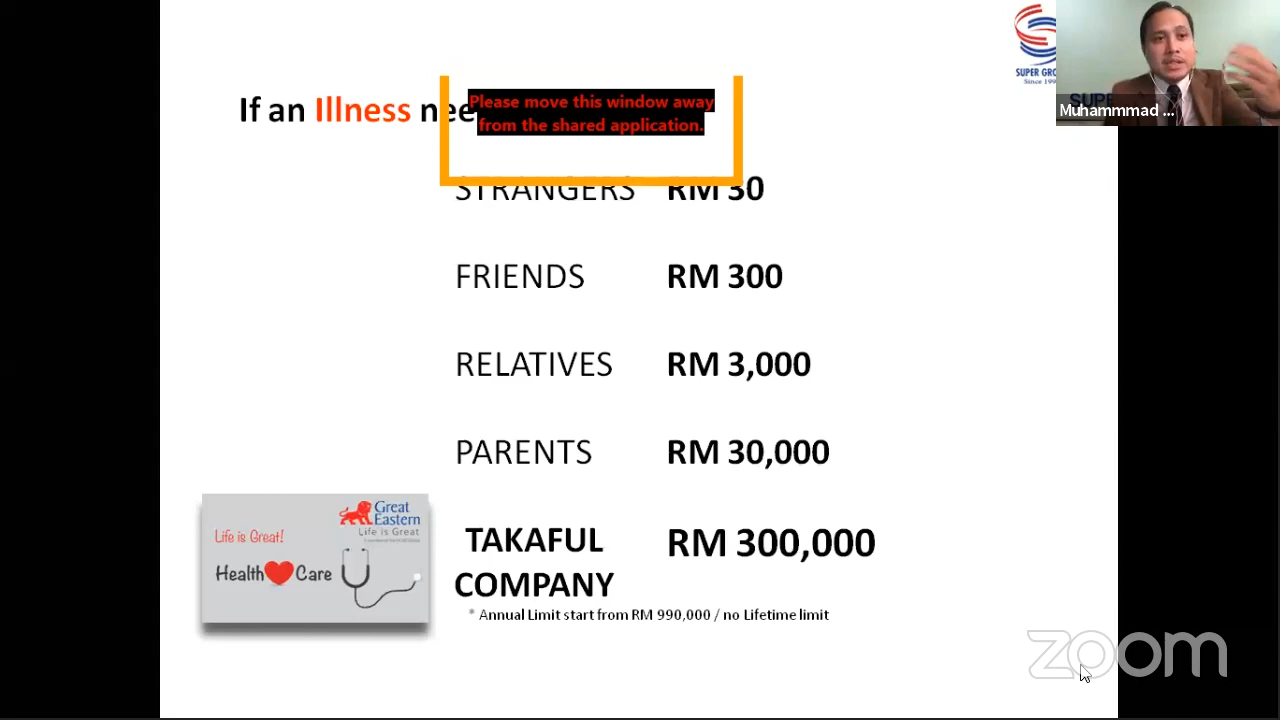 SUPER GRO
Since 199
Muhammmad ...
If an Illness nee
Please move this window away
from the shared application.
STRANGERS RM 30
FRIENDS RM 300
RELATIVES RM 3,000
PARENTS RM 30,000
Great
Eastern
Life is Great
Life is Great!
Health Care
TAKAFUL RM 300,000
COMPANY
* Annual Limit start from RM 990,000 / no Lifetime limit
zoom